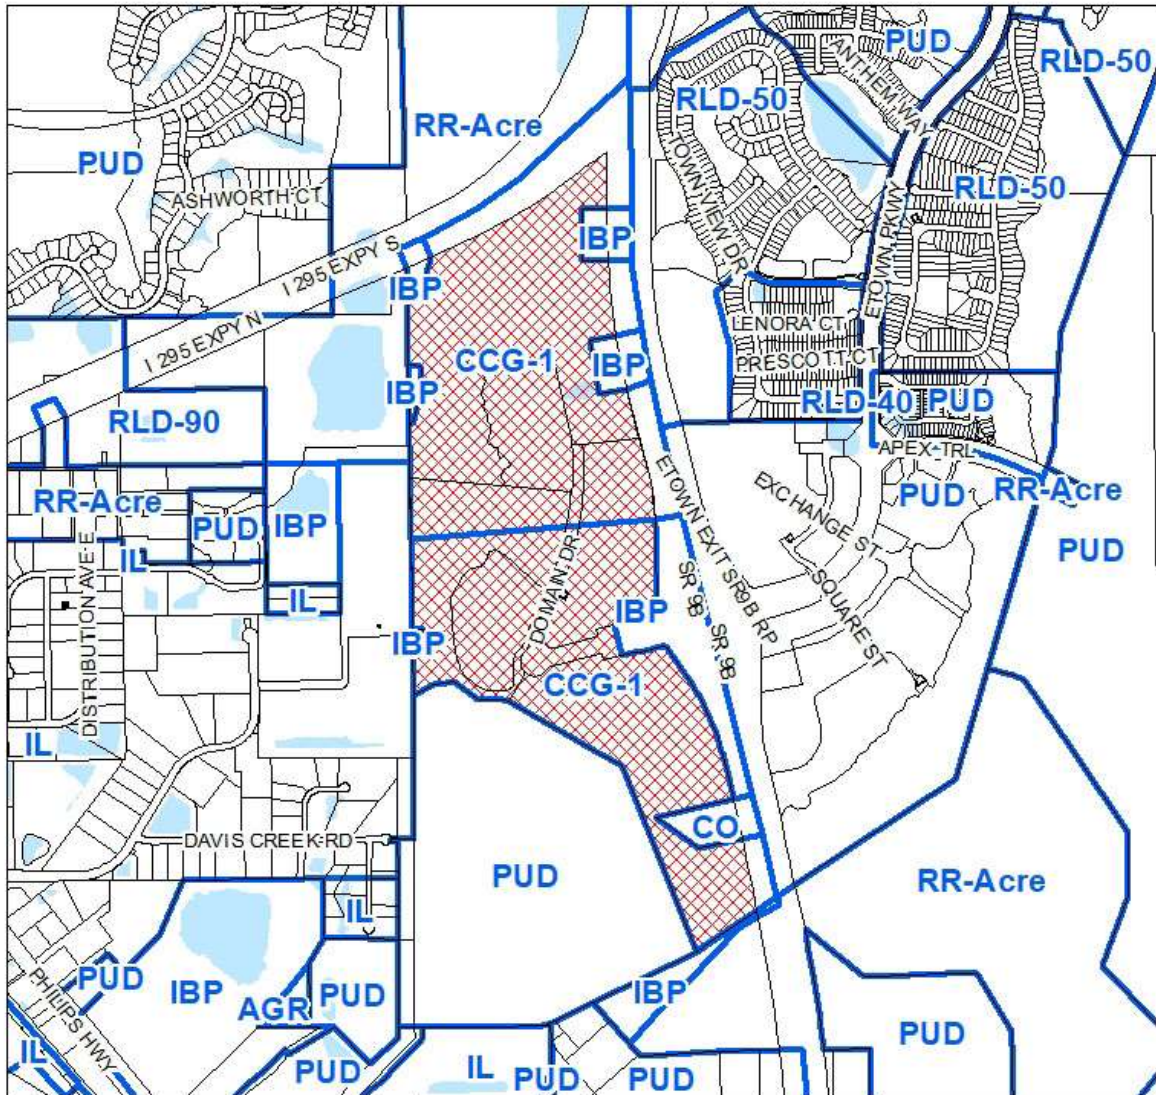 PUD
ANTHEM WAY
RLD-50
RLD-50
RR-Acre
PUD
ASHWORTH CT
TOWN VIEW DR
RLD-50
ETOWN PKWY
IBP
I 295 EXPY S
IBP
I 295 EXPY N
LENORA CT
CCG-1
IBP
PRESCOTT CT
IBP
RLD-40
PUD
RLD-90
APEX TRL
ETOWN EXIT SR9B RP
EXCHANGE ST
PUD
RR-Acre
RR-Acre
PUD
IBP
PUD
IL
DISTRIBUTION AVE E
IL
DOMAIN DR
SR 9B
SQUARE ST
IBP
IBP
SR 9B
CCG-1
IL
CO
DAVIS CREEK RD
PUD
RR-Acre
IL
PUD
PHILIPS HWY
IBP
AGR
PUD
IBP
PUD
IL
PUD
IL
PUD
PUD